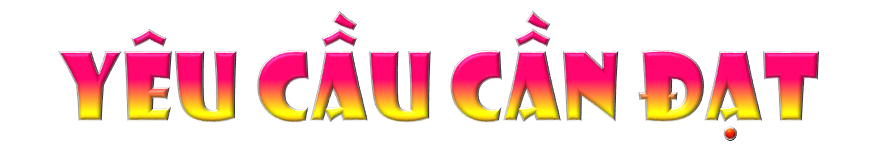 YÊU CẦU CẦN ĐẠT